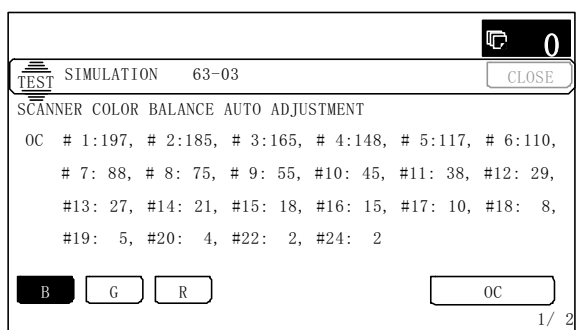 0
TEST SIMULATION 63-03 CLOSE
SCANNER COLOR BALANCE AUTO ADJUSTMENT
OC # 1:197, # 2:185, # 3:165, # 4:148, # 5:117, # 6:110,
# 7: 88, # 8: 75, # 9: 55, #10: 45, #11: 38, #12: 29,
#13: 27, #14: 21, #15: 18, #16: 15, #17: 10, #18: 8,
#19: 5, #20: 4, #22: 2, #24: 2
B G R OC
1/ 2